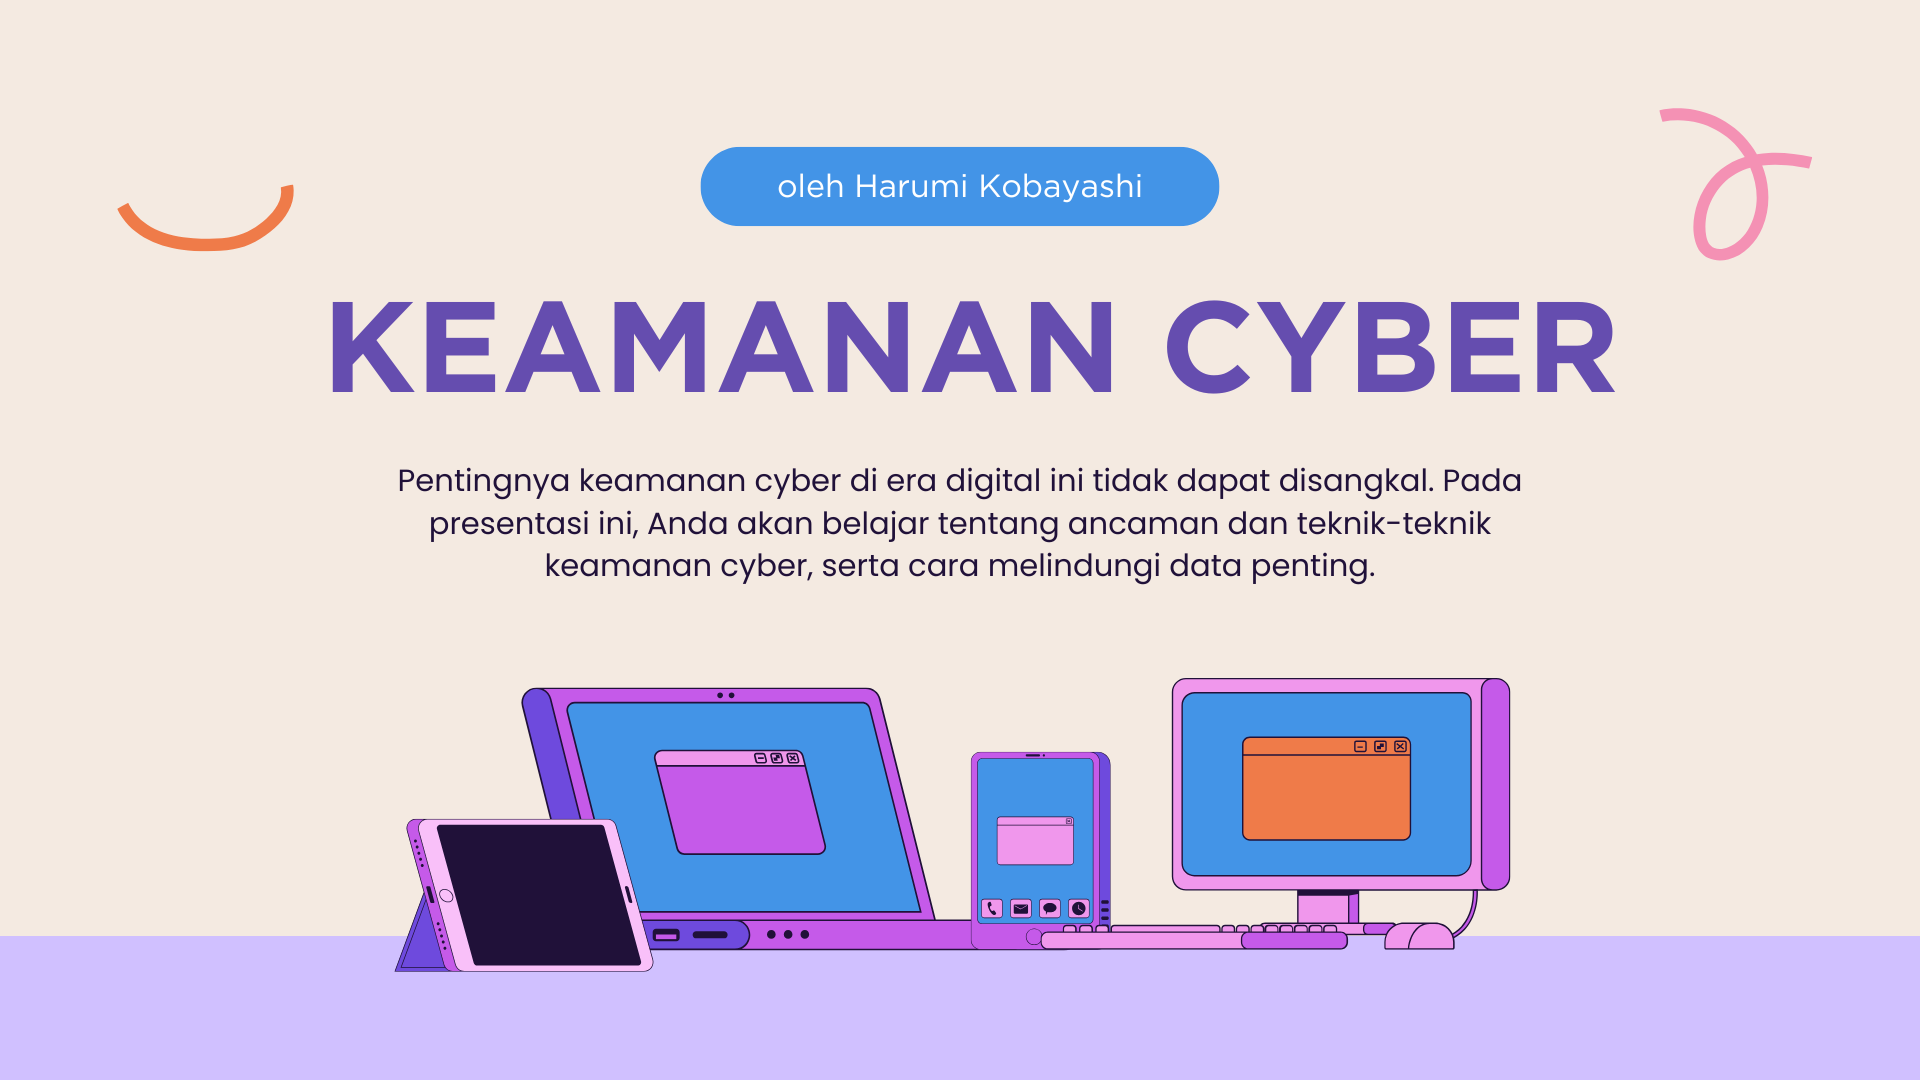 oleh Harumi Kobayashi
KEAMANAN CYBER
Pentingnya keamanan cyber di era digital ini tidak dapat disangkal. Pada
presentasi ini, Anda akan belajar tentang ancaman dan teknik-teknik
keamanan cyber, serta cara melindungi data penting.